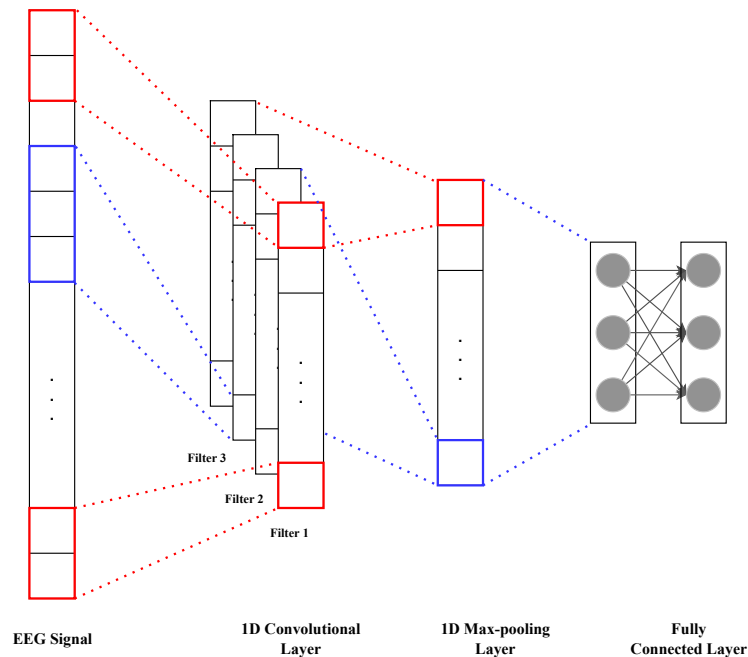 Filter 3
Filter 2
Filter 1
EEG Signal
1D Convolutional
Layer
1D Max-pooling
Layer
Fully
Connected Layer